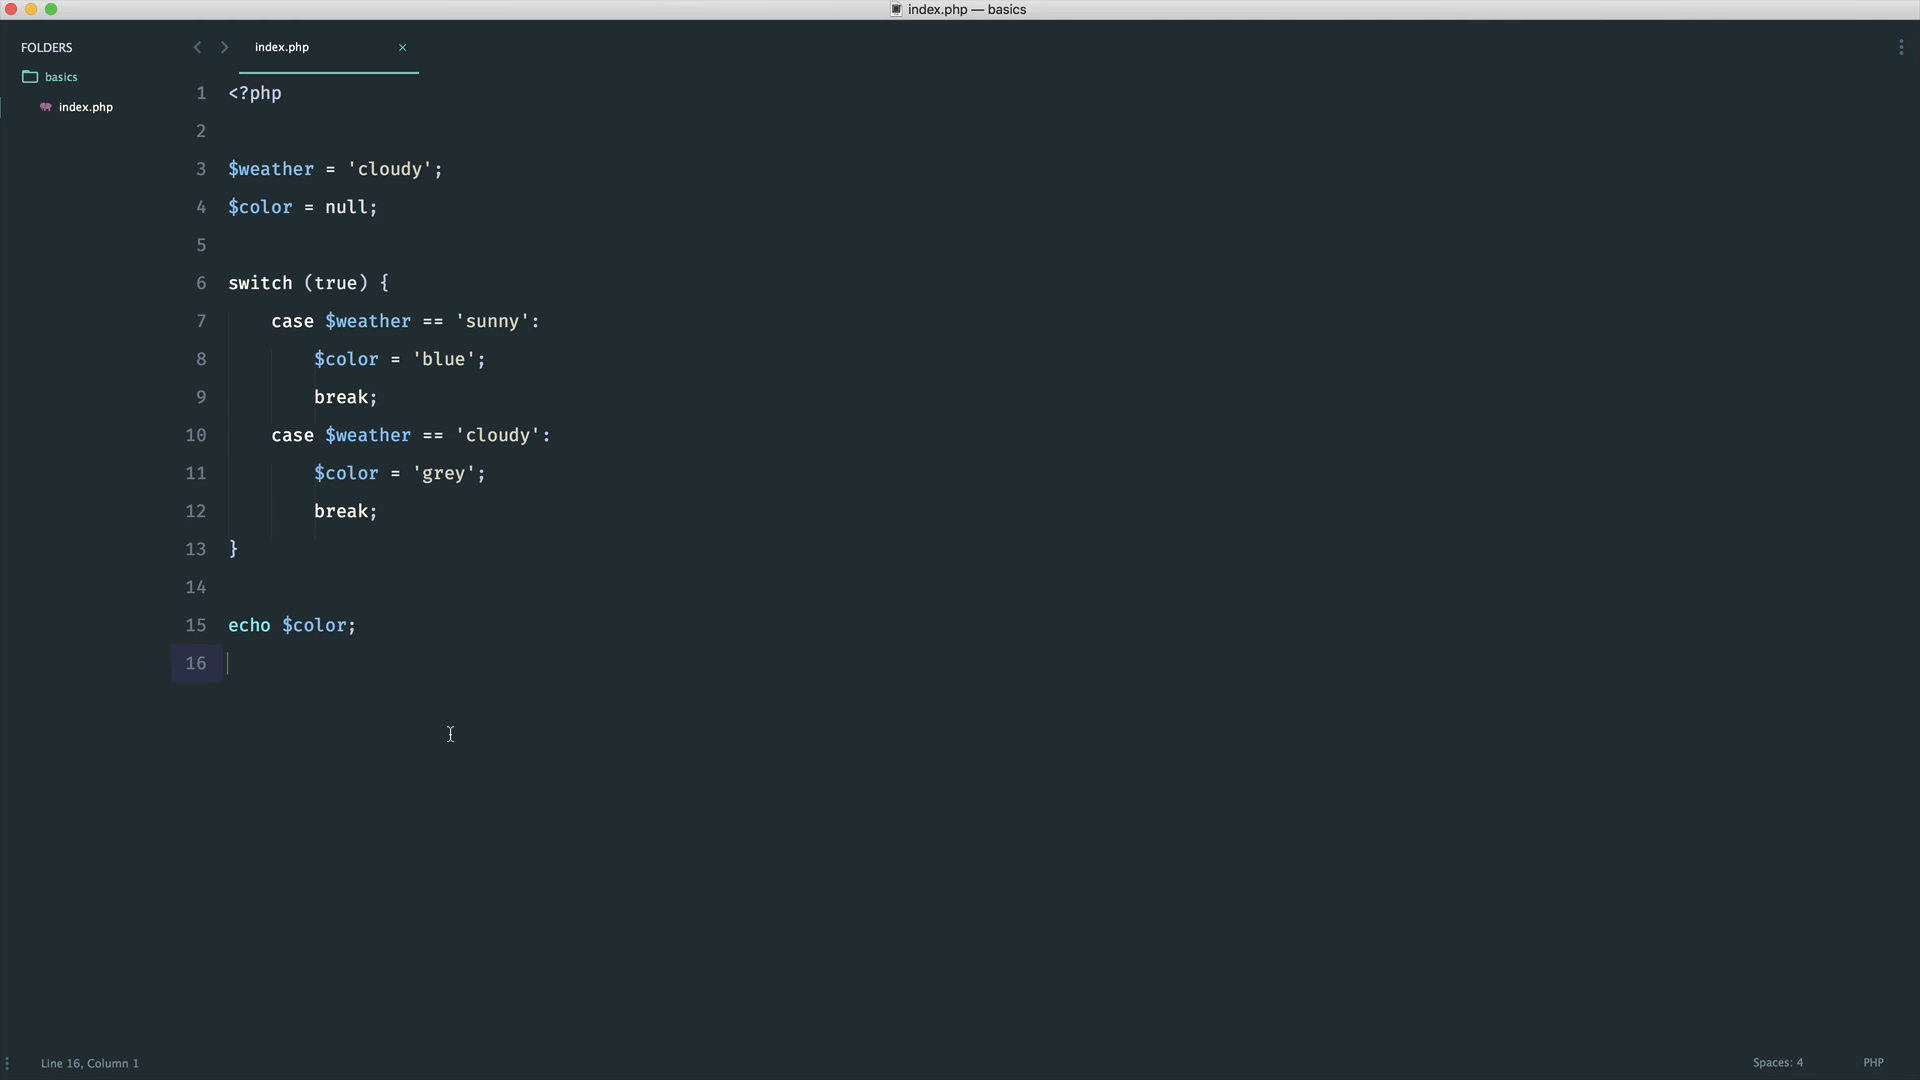 index.php — basics
FOLDERS
basics
index.php
index.php ×
1 <?php
2
3 $weather = 'cloudy';
4 $color = null;
5
6 switch (true) {
7     case $weather == 'sunny':
8         $color = 'blue';
9         break;
10     case $weather == 'cloudy':
11         $color = 'grey';
12         break;
13 }
14
15 echo $color;
16
Line 16, Column 1
Spaces: 4
PHP